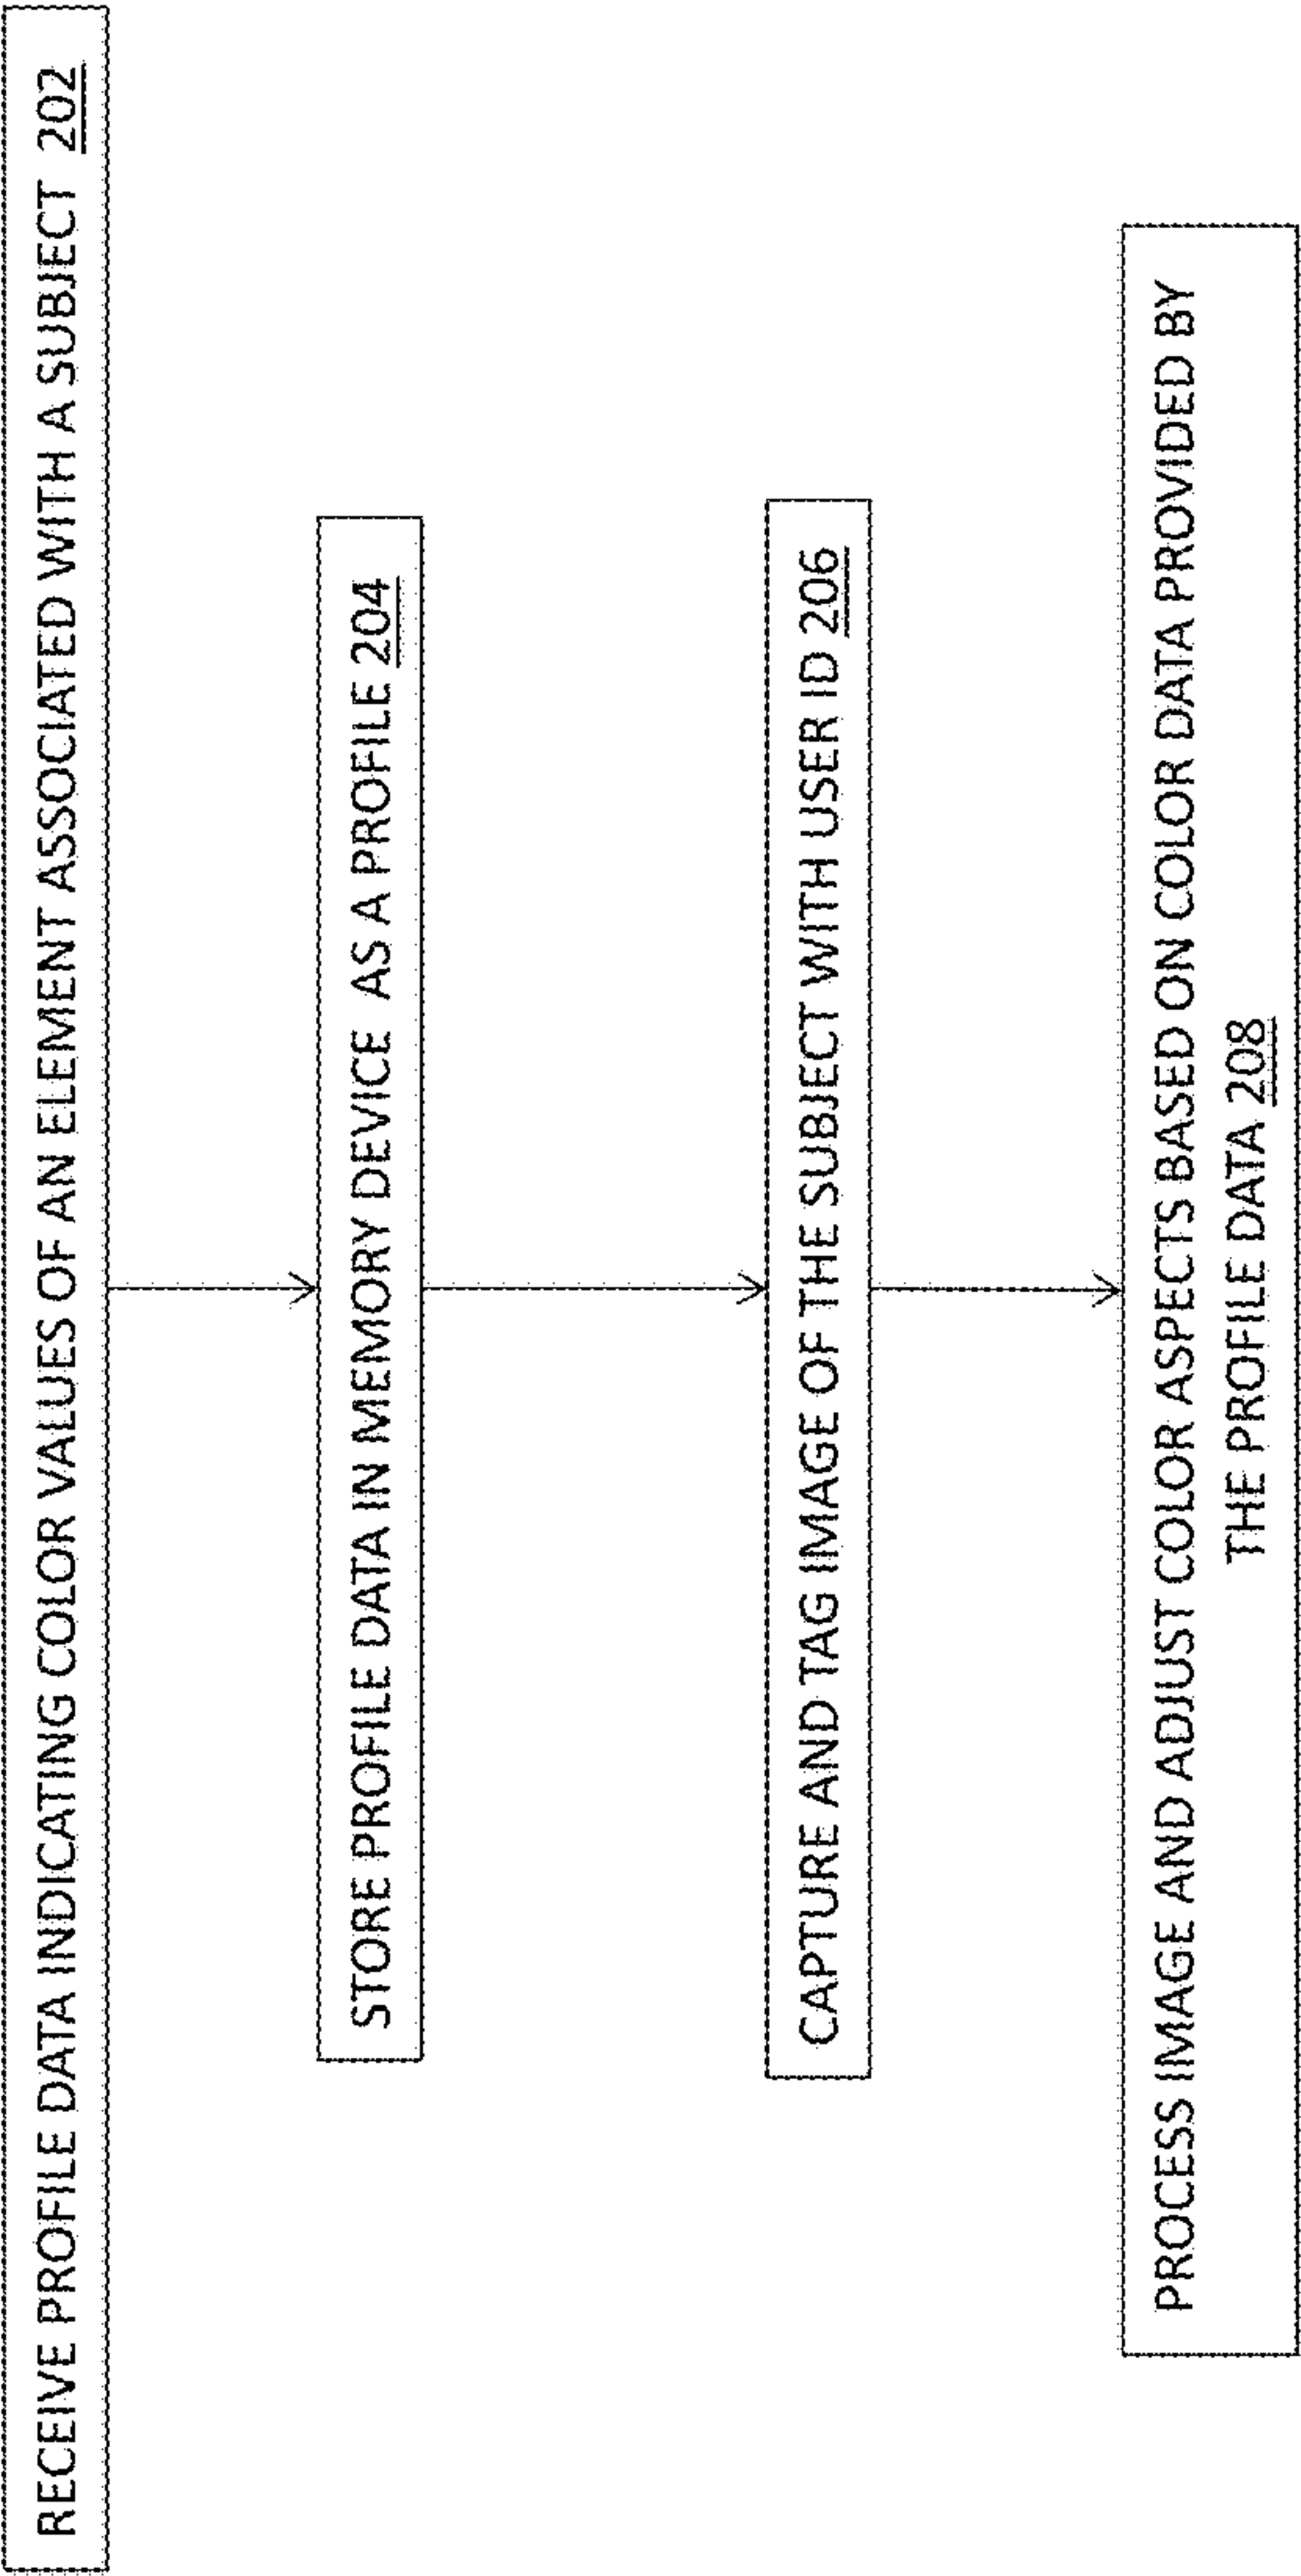 RECEIVE PROFILE DATA INDICATING COLOR VALUES OF AN ELEMENT ASSOCIATED WITH A SUBJECT 202
STORE PROFILE DATA IN MEMORY DEVICE AS A PROFILE 204
CAPTURE AND TAG IMAGE OF THE SUBJECT WITH USER ID 206
PROCESS IMAGE AND ADJUST COLOR ASPECTS BASED ON COLOR DATA PROVIDED BY
THE PROFILE DATA 208